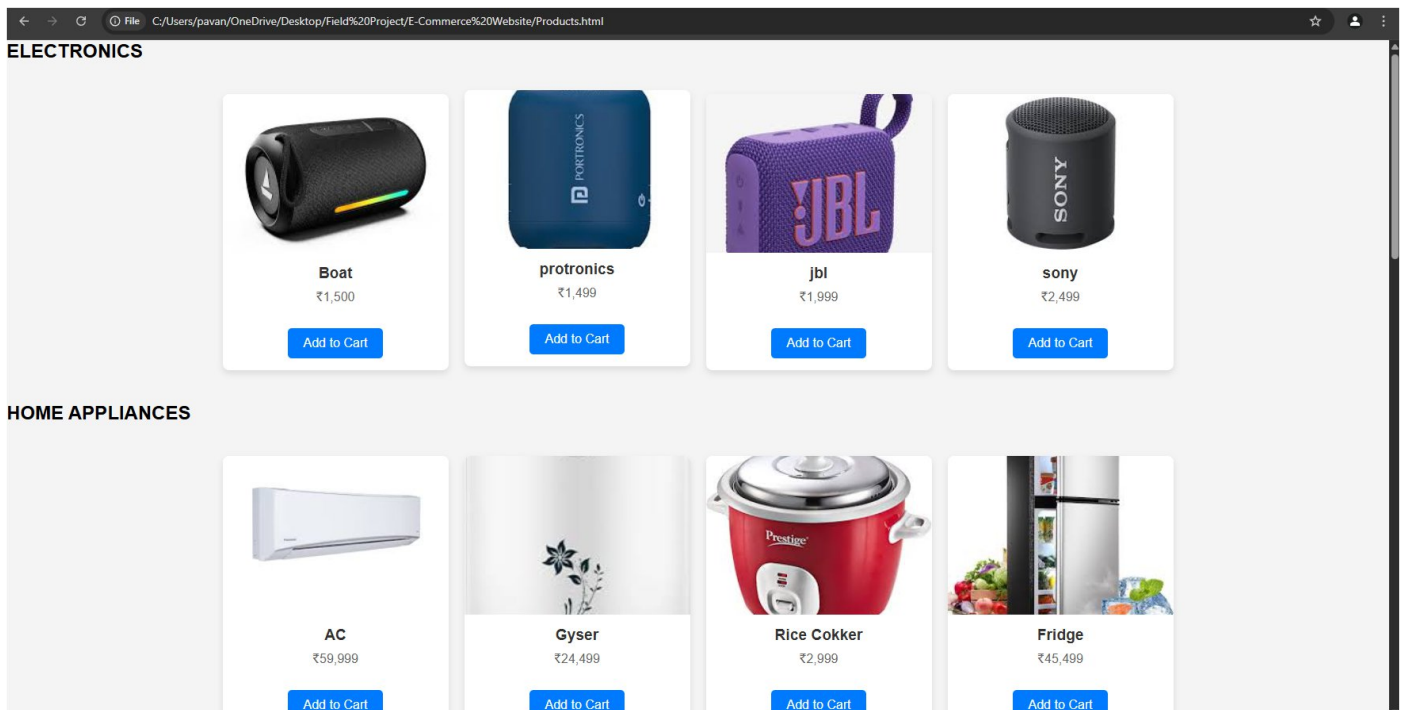 File C:/Users/pavan/OneDrive/Desktop/Field%20Project/E-Commerce%20Website/Products.html
ELECTRONICS
PORTRONICS
JBL
SONY
Boat
protronics
jbl
sony
₹1,500
₹1,499
₹1,999
₹2,499
Add to Cart
Add to Cart
Add to Cart
Add to Cart
HOME APPLIANCES
Prestige
AC
Gyser
Rice Cokker
Fridge
₹59,999
₹24,499
₹2,999
₹45,499
Add to Cart
Add to Cart
Add to Cart
Add to Cart